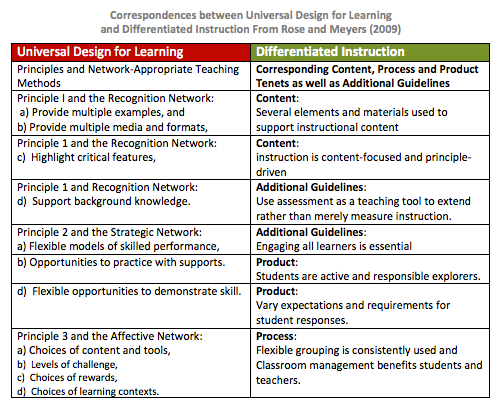 Correspondences between Universal Design for Learning
and Differentiated Instruction From Rose and Meyers (2009)
Universal Design for Learning
Differentiated Instruction
Principles and Network-Appropriate Teaching
Methods
Corresponding Content, Process and Product
Tenets as well as Additional Guidelines
Principle I and the Recognition Network:
a) Provide multiple examples, and
b) Provide multiple media and formats,
Content:
Several elements and materials used to
support instructional content
Principle 1 and the Recognition Network:
c) Highlight critical features,
Content:
instruction is content-focused and principle-
driven
Principle 1 and Recognition Network:
d) Support background knowledge.
Additional Guidelines:
Use assessment as a teaching tool to extend
rather than merely measure instruction.
Principle 2 and the Strategic Network:
a) Flexible models of skilled performance,
Additional Guidelines:
Engaging all learners is essential
b) Opportunities to practice with supports.
Product:
Students are active and responsible explorers.
d) Flexible opportunities to demonstrate skill.
Product:
Vary expectations and requirements for
student responses.
Principle 3 and the Affective Network:
a) Choices of content and tools,
b) Levels of challenge,
c) Choices of rewards,
d) Choices of learning contexts.
Process:
Flexible grouping is consistently used and
Classroom management benefits students and
teachers.